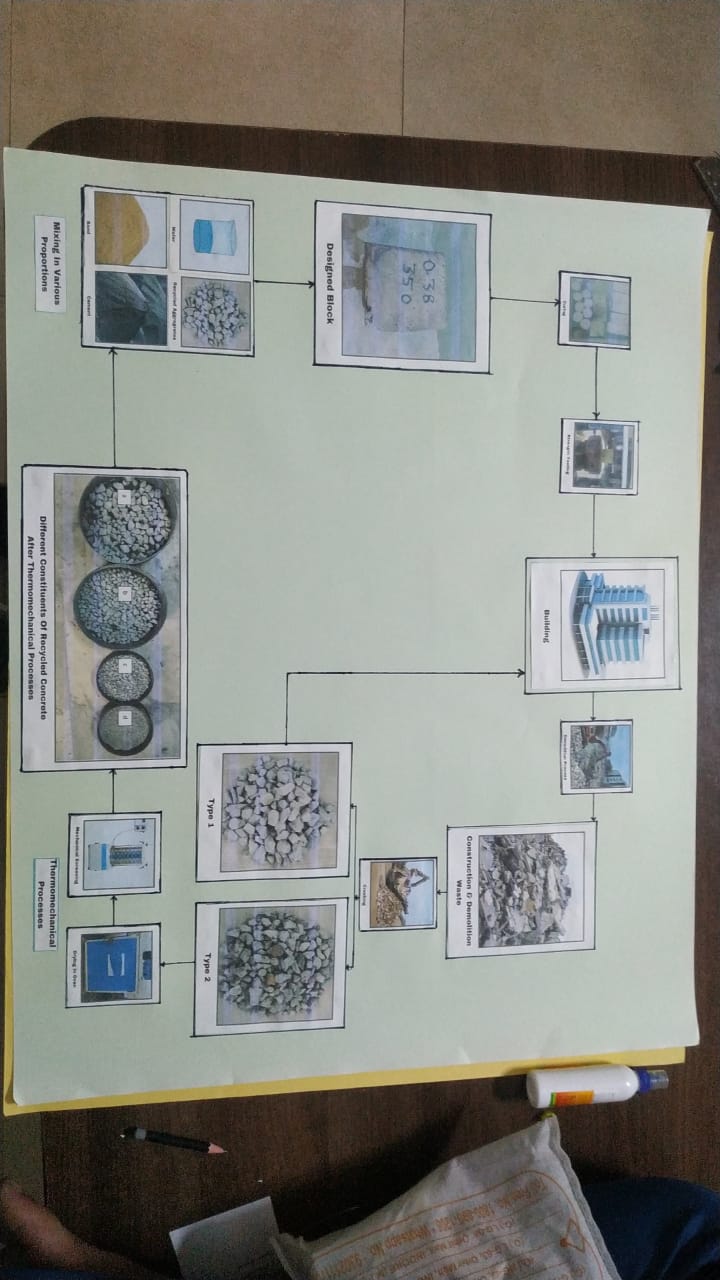 Curing
Strength Testing
Building
Demolition Process
Construction & Demolition
Waste
0.38
350
Designed Block
Crushing
Type 1
Type 2
Water
Recycled Aggregates
Sand
Cement
Mixing In Various
Proportions
a
b
c
d
Different Constituents Of Recycled Concrete
After Thermomechanical Processes
Mechanical Screening
Drying in Oven
Thermomechanical
Processes